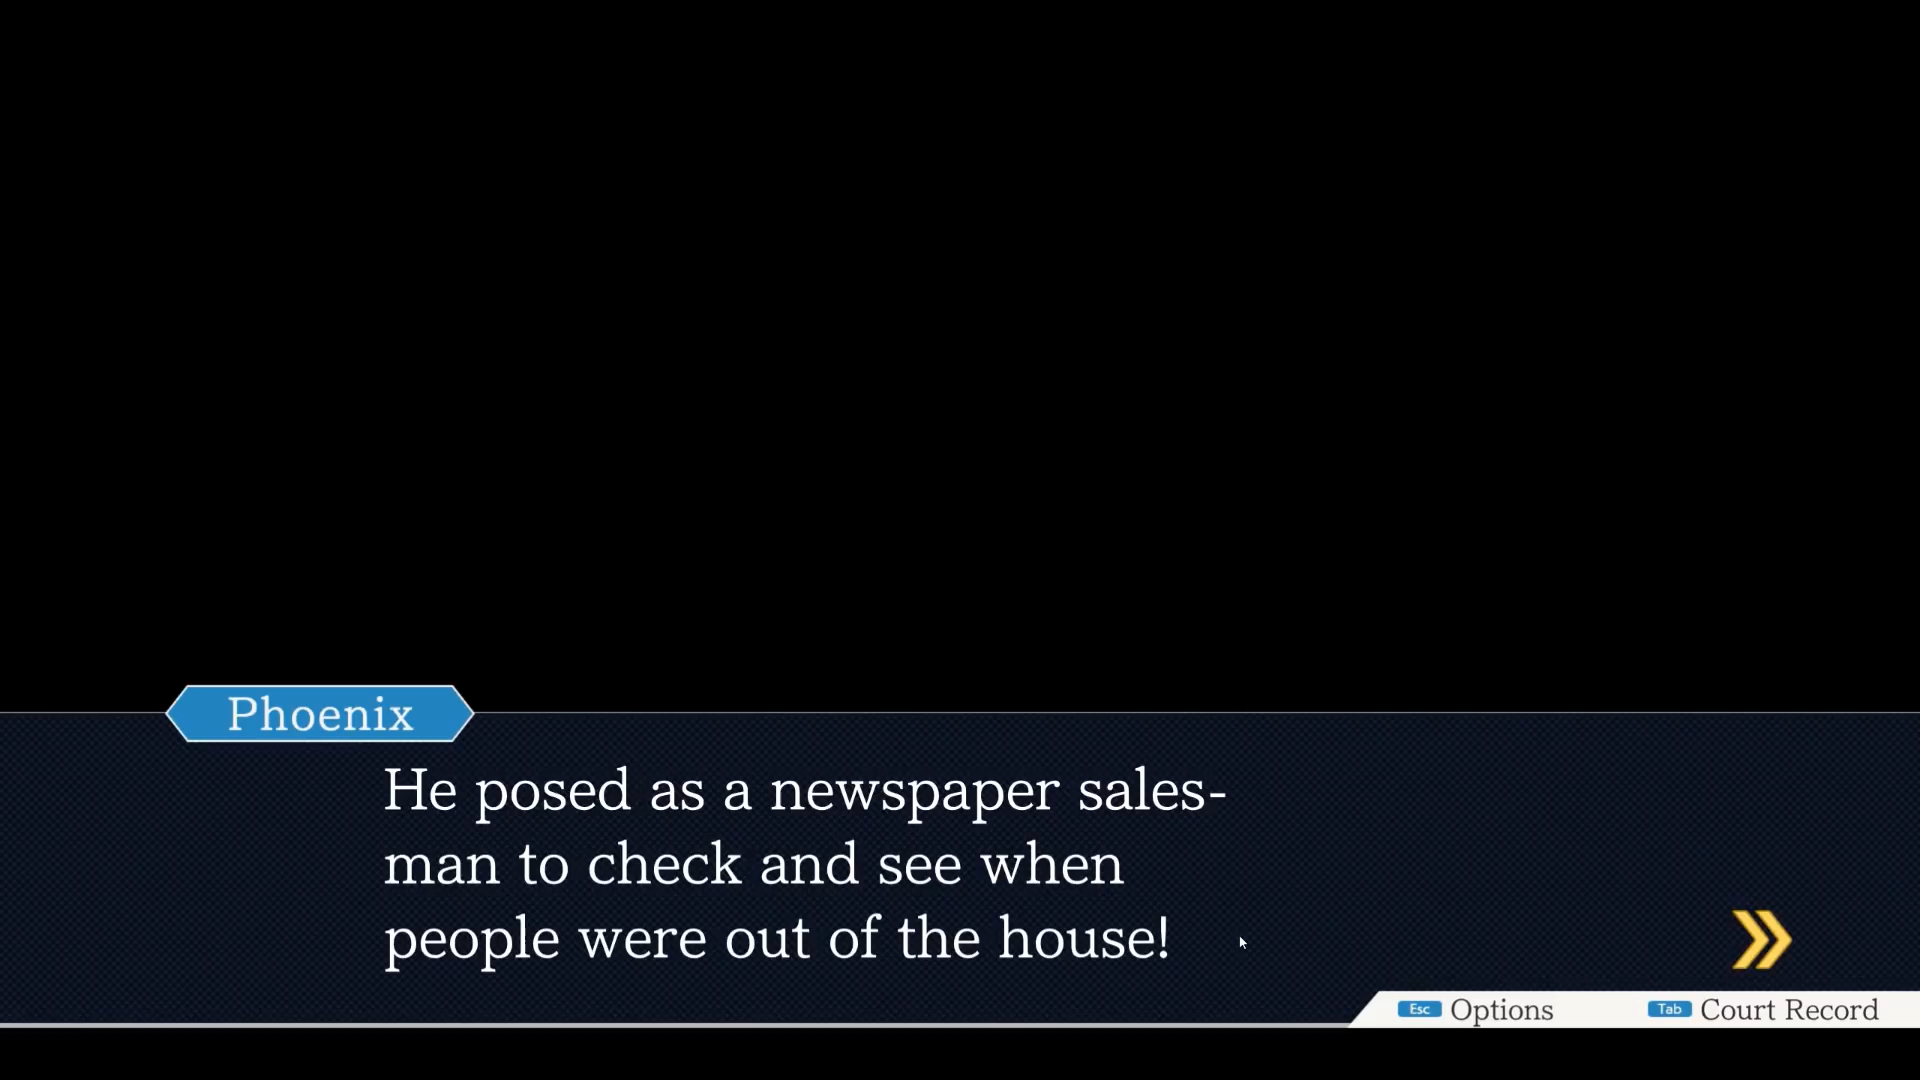 Phoenix
He posed as a newspaper sales-
man to check and see when
people were out of the house!
Esc Options Tab Court Record